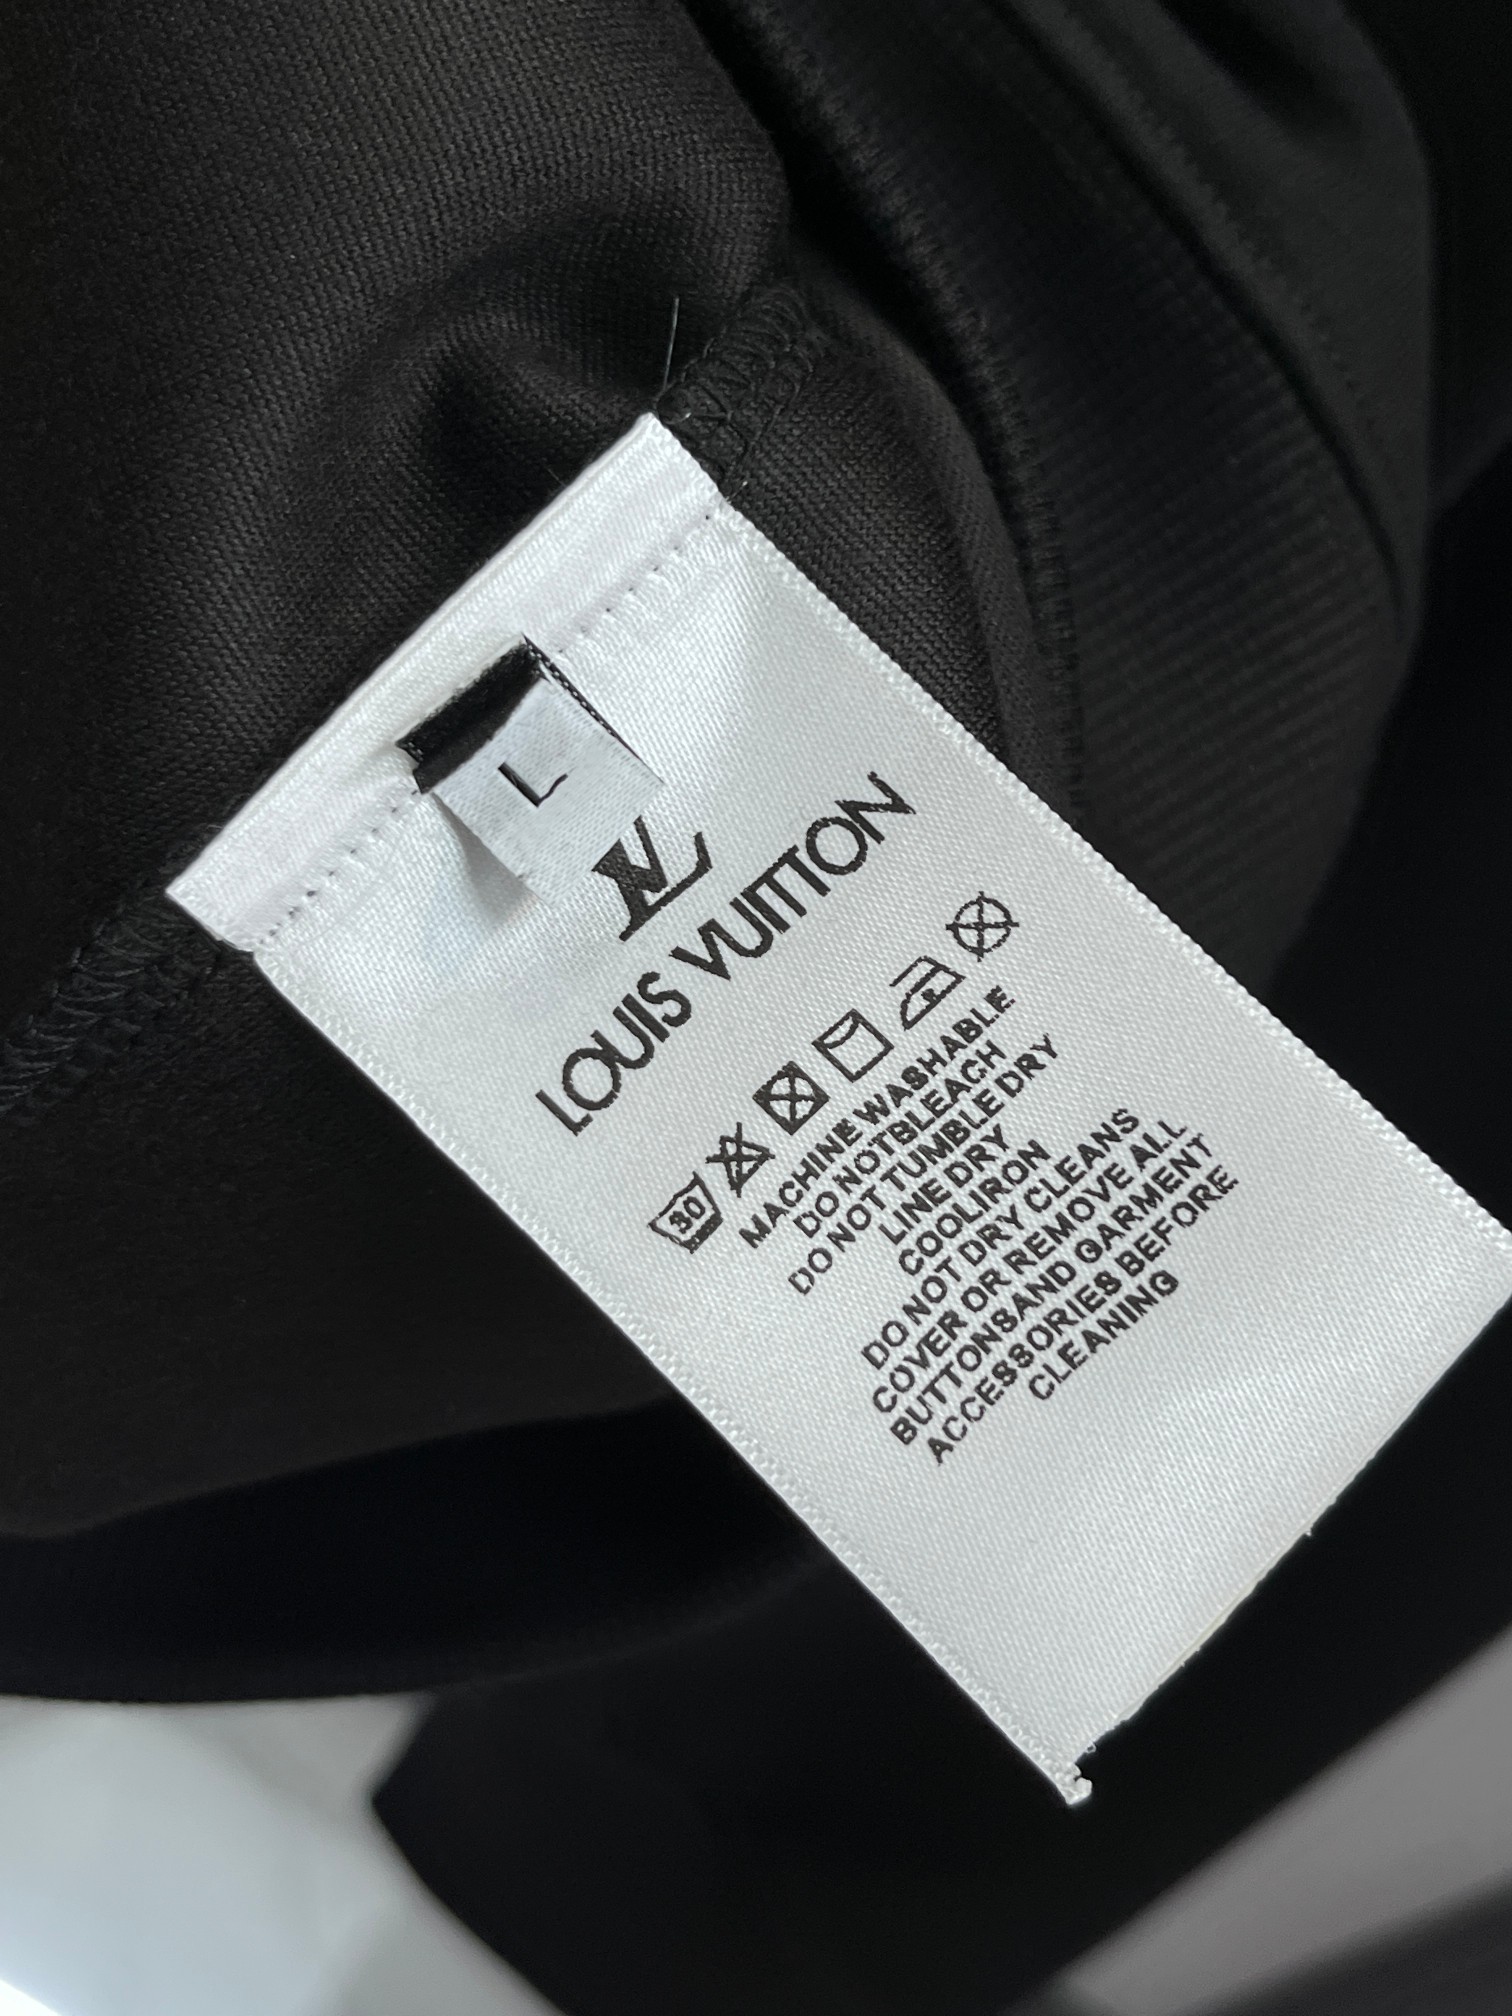 L
LV
LOUIS VUITTON
30
MACHINE WASHABLE
DO NOTBLEACH
DO NOT TUMBLE DRY
LINE DRY
COOLIRON
DO NOT DRY CLEANS
COVER OR REMOVE ALL
BUTTONSAND GARMENT
ACCESSORIES BEFORE
CLEANING